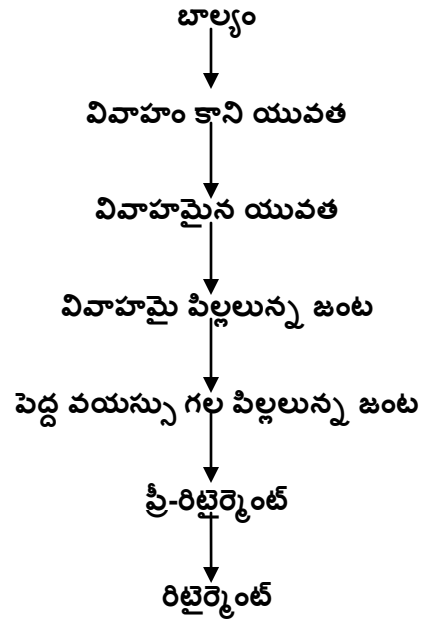 బాల్యం
వివాహం కాని యువత
వివాహమైన యువత
వివాహమై పిల్లలున్న జంట
పెద్ద వయస్సు గల పిల్లలున్న జంట
ప్రీ-రిటైర్మెంట్
రిటైర్మెంట్